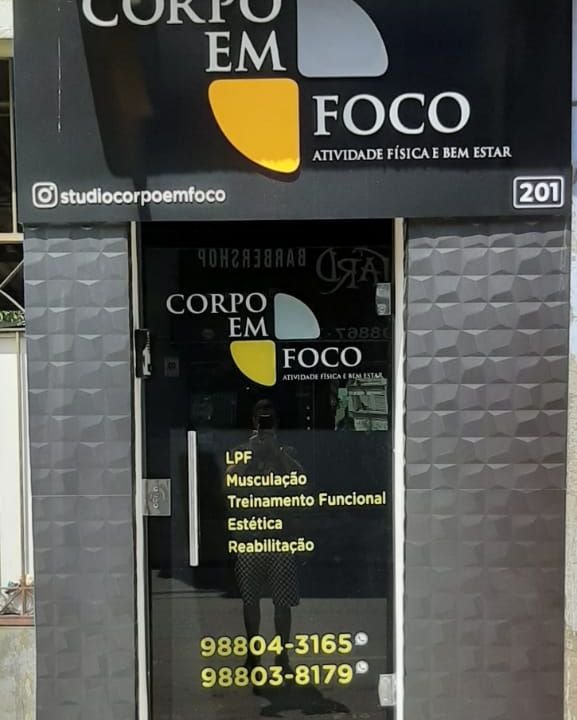 CORPO
EM
FOCO
ATIVIDADE FÍSICA E BEM ESTAR
studiocorpoemfoco
201
BARBERSHOP
CORPO
EM
FOCO
ATIVIDADE FÍSICA E BEM ESTAR
LPF
Musculação
Treinamento Funcional
Estética
Reabilitação
98804-3165
98803-8179